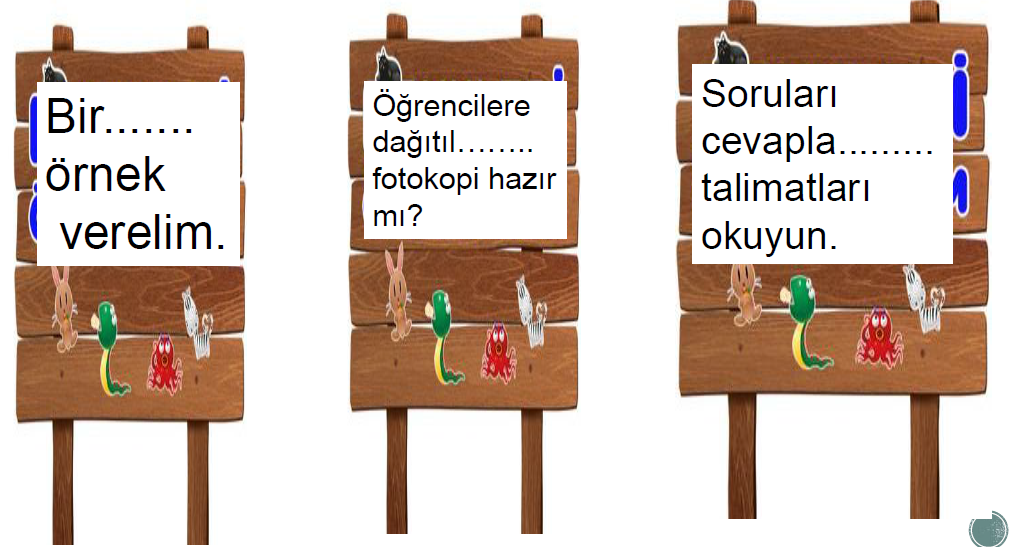 Bir.......
örnek
verelim.
Öğrencilere
dağıtıl……..
fotokopi hazır
mı?
Soruları
cevapla.........
talimatları
okuyun.